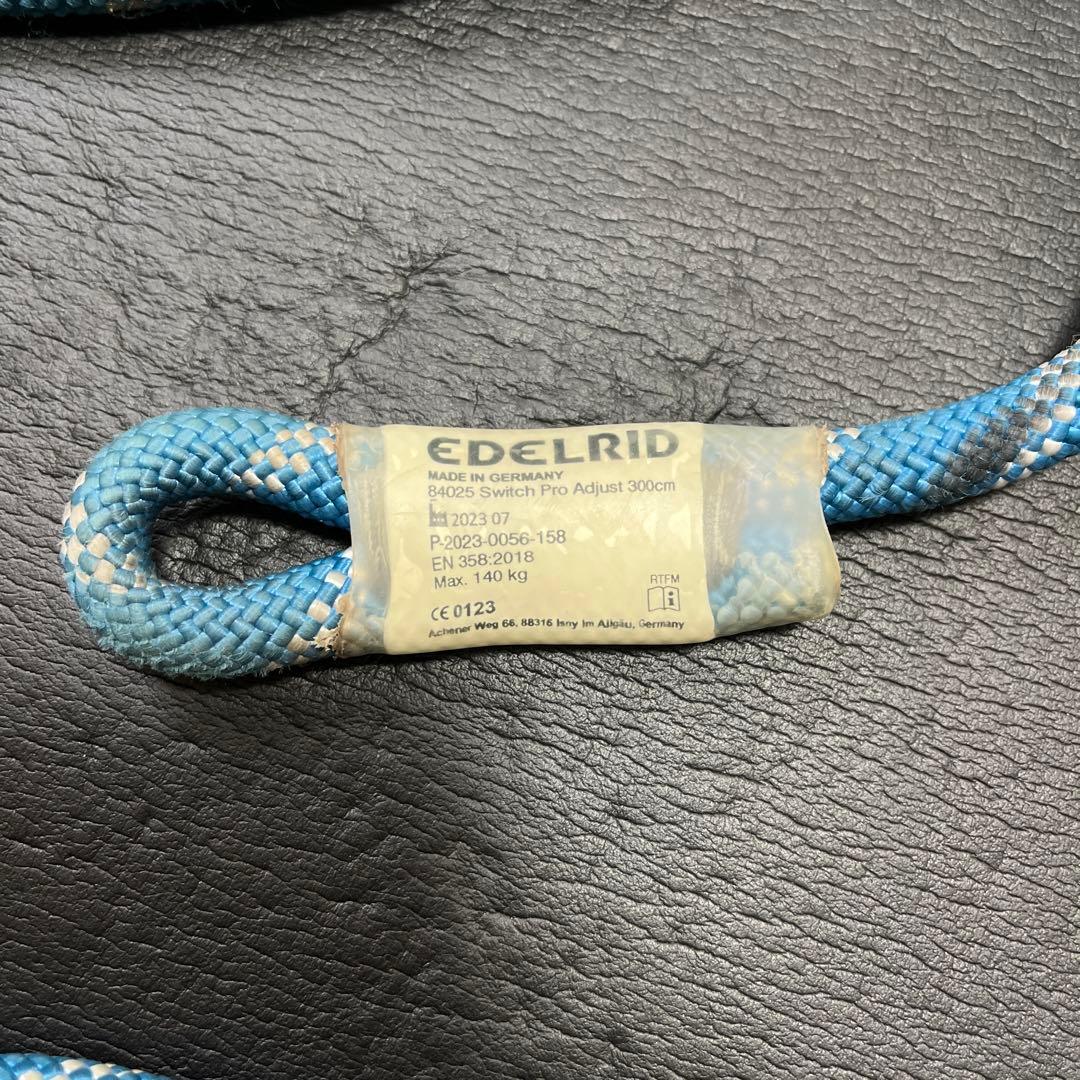 EDELRID
MADE IN GERMANY
84025 Switch Pro Adjust 300cm
2023 07
P-2023-0056-158
EN 358:2018
Max. 140 kg
RTFM
i
CE 0123
Achener Weg 66, 88316 Isny im Allgäu, Germany